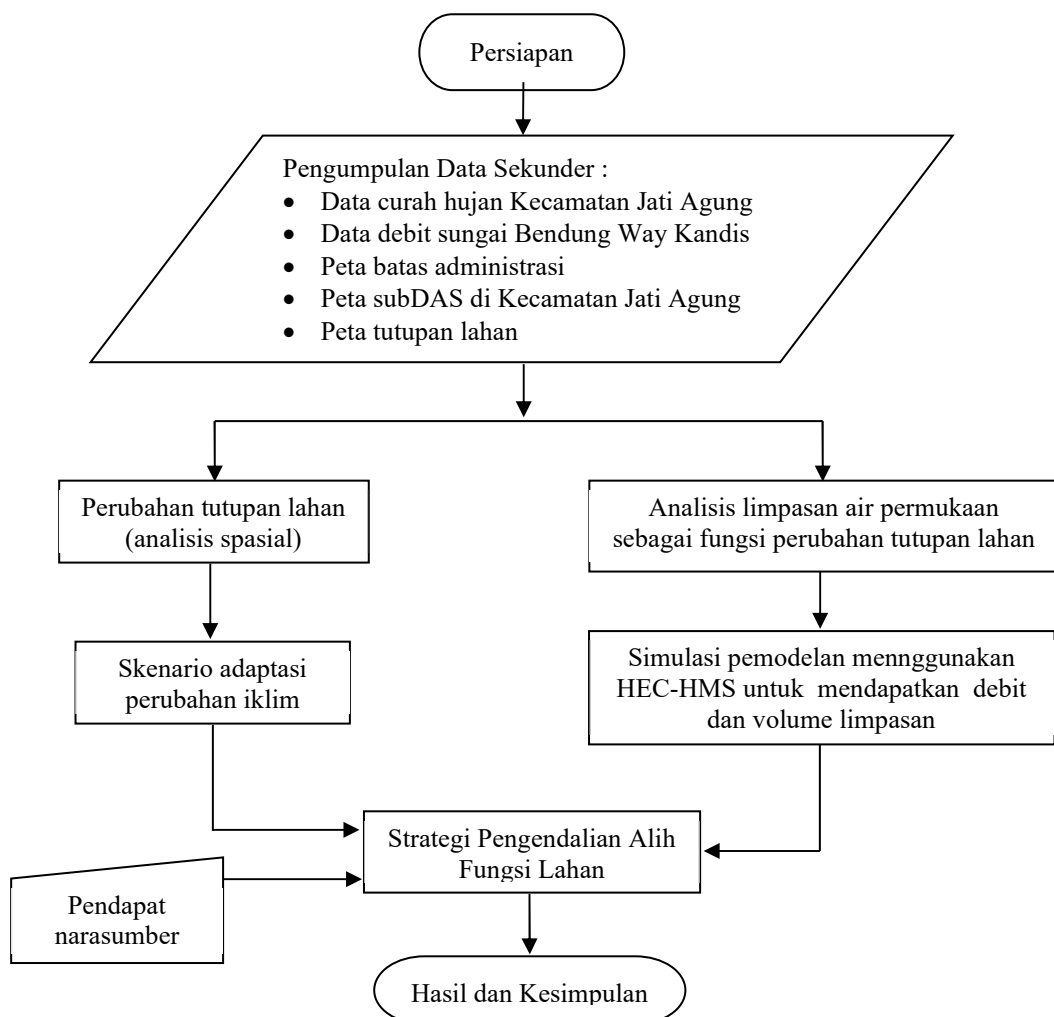 Persiapan
Pengumpulan Data Sekunder :
• Data curah hujan Kecamatan Jati Agung
• Data debit sungai Bendung Way Kandis
• Peta batas administrasi
• Peta subDAS di Kecamatan Jati Agung
• Peta tutupan lahan
Perubahan tutupan lahan
(analisis spasial)
Analisis limpasan air permukaan
sebagai fungsi perubahan tutupan lahan
Skenario adaptasi
perubahan iklim
Simulasi pemodelan mennggunakan
HEC-HMS untuk mendapatkan debit
dan volume limpasan
Strategi Pengendalian Alih
Fungsi Lahan
Pendapat
narasumber
Hasil dan Kesimpulan